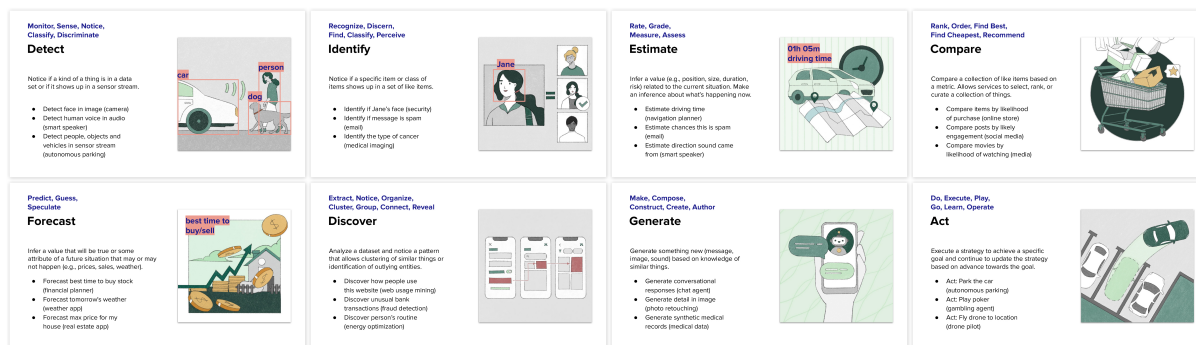 Monitor, Sense, Notice,
Classify, Discriminate
Detect
Notice if a kind of a thing is in a data
set or if it shows up in a sensor stream.
● Detect face in image (camera)
● Detect human voice in audio
(smart speaker)
● Detect people, objects and
vehicles in sensor stream
(autonomous parking)
car
person
dog
Recognize, Discern,
Find, Classify, Perceive
Identify
Notice if a specific item or class of
items shows up in a set of like items.
● Identify if Jane's face (security)
● Identify if message is spam
(email)
● Identify the type of cancer
(medical imaging)
Jane
Rate, Grade,
Measure, Assess
Estimate
Infer a value (e.g., position, size, duration,
risk) related to the current situation. Make
an inference about what's happening now.
● Estimate driving time
(navigation planner)
● Estimate chances this is spam
(email)
● Estimate direction sound came
from (smart speaker)
01h 05m
driving time
Rank, Order, Find Best,
Find Cheapest, Recommend
Compare
Compare a collection of like items based on
a metric. Allows services to select, rank, or
curate a collection of things.
● Compare items by likelihood
of purchase (online store)
● Compare posts by likely
engagement (social media)
● Compare movies by
likelihood of watching (media)
Predict, Guess,
Speculate
Forecast
Infer a value that will be true or some
attribute of a future situation that may or may
not happen (e.g., prices, sales, weather).
● Forecast best time to buy stock
(financial planner)
● Forecast tomorrow's weather
(weather app)
● Forecast max price for my
house (real estate app)
best time to
buy/sell
Extract, Notice, Organize,
Cluster, Group, Connect, Reveal
Discover
Analyze a dataset and notice a pattern
that allows clustering of similar things or
identification of outlying entities.
● Discover how people use
this website (web usage mining)
● Discover unusual bank
transactions (fraud detection)
● Discover person's routine
(energy optimization)
Make, Compose,
Construct, Create, Author
Generate
Generate something new (message,
image, sound) based on knowledge of
similar things.
● Generate conversational
responses (chat agent)
● Generate detail in image
(photo retouching)
● Generate synthetic medical
records (medical data)
Do, Execute, Play,
Go, Learn, Operate
Act
Execute a strategy to achieve a specific
goal and continue to update the strategy
based on advance towards the goal.
● Act: Park the car
(autonomous parking)
● Act: Play poker
(gambling agent)
● Act: Fly drone to location
(drone pilot)